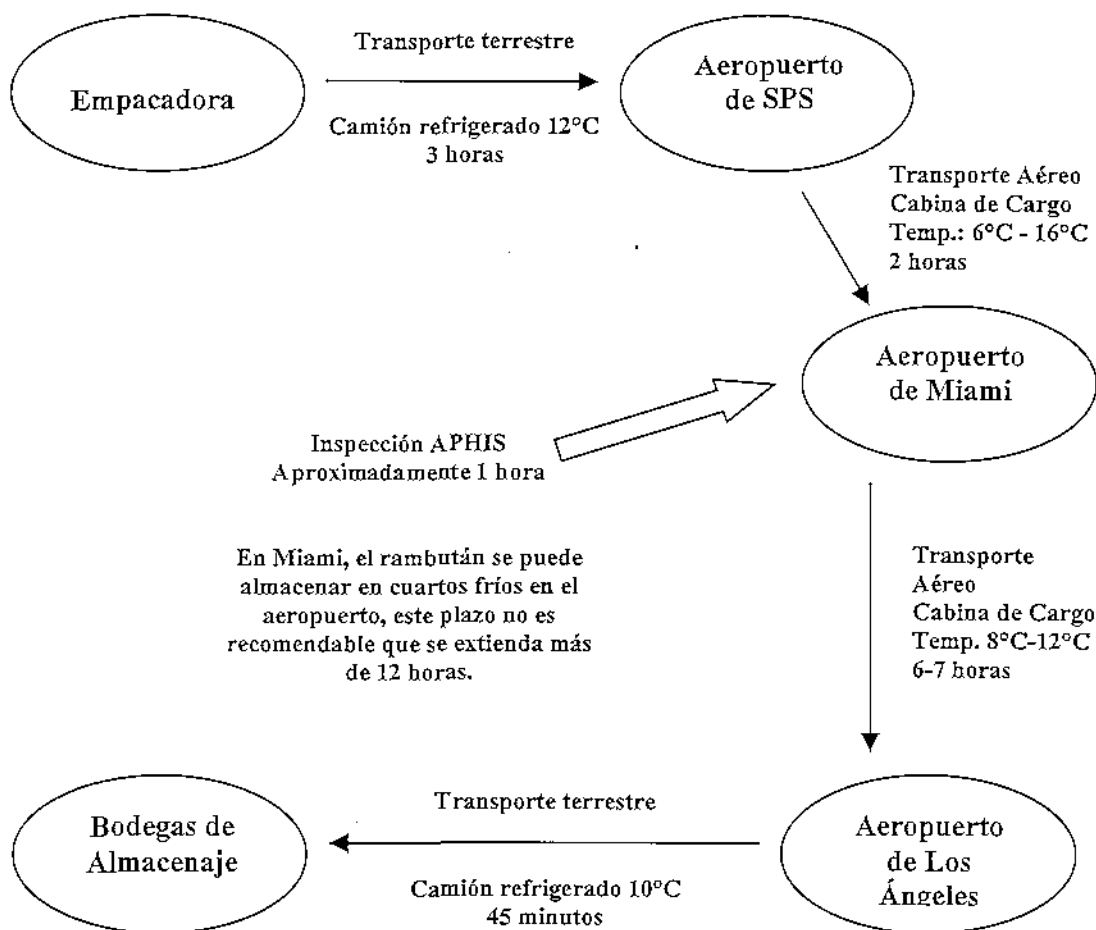 Empacadora
Transporte terrestre
Camión refrigerado 12°C
3 horas
Aeropuerto
de SPS
Transporte Aéreo
Cabina de Cargo
Temp.: 6°C - 16°C
2 horas
Aeropuerto
de Miami
Inspección APHIS
Aproximadamente 1 hora
En Miami, el rambután se puede
almacenar en cuartos fríos en el
aeropuerto, este plazo no es
recomendable que se extienda más
de 12 horas.
Transporte
Aéreo
Cabina de Cargo
Temp. 8°C-12°C
6-7 horas
Aeropuerto
de Los
Ángeles
Transporte terrestre
Camión refrigerado 10°C
45 minutos
Bodegas de
Almacenaje